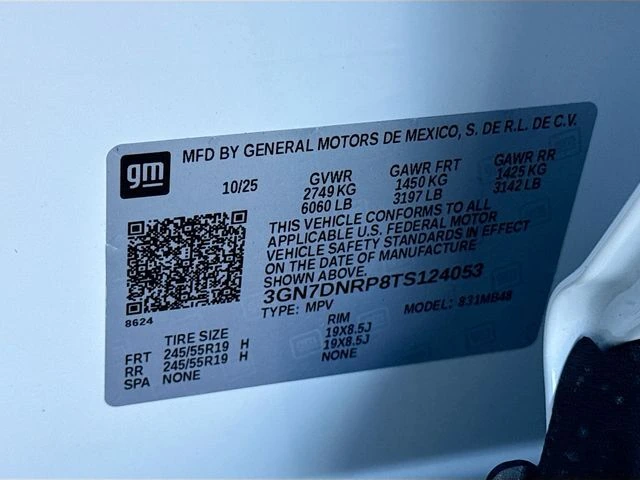 gm
MFD BY GENERAL MOTORS DE MEXICO, S. DE R.L. DE C.V.
10/25
GVWR GAWR FRT GAWR RR
2749 KG 1450 KG 1425 KG
6060 LB 3197 LB 3142 LB
THIS VEHICLE CONFORMS TO ALL
APPLICABLE U.S. FEDERAL MOTOR
VEHICLE SAFETY STANDARDS IN EFFECT
ON THE DATE OF MANUFACTURE
SHOWN ABOVE.
3GN7DNRP8TS124053
TYPE: MPV MODEL: 831MB48
8624
TIRE SIZE RIM
FRT 245/55R19 H 19X8.5J
RR 245/55R19 H 19X8.5J
SPA NONE NONE